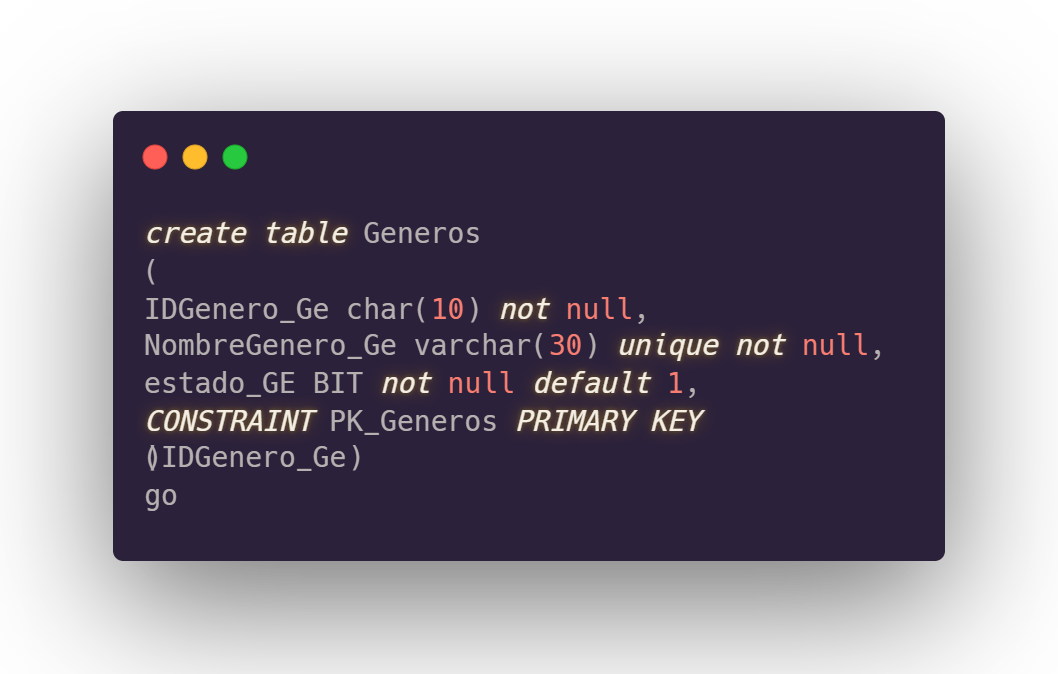 create table Generos
(
IDGenero_Ge char(10) not null,
NombreGenero_Ge varchar(30) unique not null,
estado_GE BIT not null default 1,
CONSTRAINT PK_Generos PRIMARY KEY
(IDGenero_Ge)
)
go